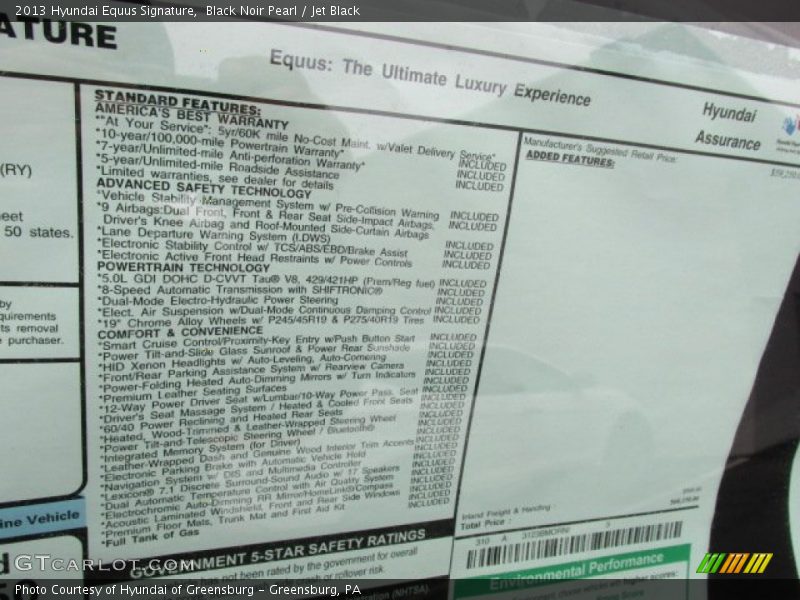 2013 Hyundai Equus Signature, Black Noir Pearl / Jet Black
ATURE
Equus: The Ultimate Luxury Experience
Hyundai
Assurance
(RY)
eet
50 states.
by
quirements
ts removal
e purchaser.
ine Vehicle
STANDARD FEATURES:
AMERICA'S BEST WARRANTY
**At Your Service": 5yr/60K mile No-Cost Maint. w/Valet Delivery Service*
*10-year/100,000-mile Powertrain Warranty* INCLUDED
*7-year/Unlimited-mile Anti-perforation Warranty* INCLUDED
*5-year/Unlimited-mile Roadside Assistance INCLUDED
*Limited warranties, see dealer for details
ADVANCED SAFETY TECHNOLOGY
*Vehicle Stability Management System w/ Pre-Collision Warning INCLUDED
*9 Airbags:Dual Front, Front & Rear Seat Side-Impact Airbags, INCLUDED
Driver's Knee Airbag and Roof-Mounted Side-Curtain Airbags
*Lane Departure Warning System (LDWS) INCLUDED
*Electronic Stability Control w/ TCS/ABS/EBD/Brake Assist INCLUDED
*Electronic Active Front Head Restraints w/ Power Controls INCLUDED
POWERTRAIN TECHNOLOGY
*5.0L GDI DOHC D-CVVT Tau® V8, 429/421HP (Prem/Reg fuel) INCLUDED
*8-Speed Automatic Transmission with SHIFTRONIC® INCLUDED
*Dual-Mode Electro-Hydraulic Power Steering INCLUDED
*Elect. Air Suspension w/Dual-Mode Continuous Damping Control INCLUDED
*19" Chrome Alloy Wheels w/ P245/45R19 & P275/40R19 Tires INCLUDED
COMFORT & CONVENIENCE
*Smart Cruise Control/Proximity-Key Entry w/Push Button Start INCLUDED
*Power Tilt-and-Slide Glass Sunroof & Power Rear Sunshade INCLUDED
*HID Xenon Headlights w/ Auto-Leveling, Auto-Cornering INCLUDED
*Front/Rear Parking Assistance System w/ Rearview Camera INCLUDED
*Power-Folding Heated Auto-Dimming Mirrors w/ Turn Indicators INCLUDED
*Premium Leather Seating Surfaces INCLUDED
*12-Way Power Driver Seat w/Lumbar/10-Way Power Pass. Seat INCLUDED
*Driver's Seat Massage System / Heated & Cooled Front Seats INCLUDED
*60/40 Power Reclining and Heated Rear Seats INCLUDED
*Heated, Wood-Trimmed & Leather-Wrapped Steering Wheel INCLUDED
*Power Tilt-and-Telescopic Steering Wheel / Bluetooth® INCLUDED
*Integrated Memory System (for Driver) INCLUDED
*Leather-Wrapped Dash and Genuine Wood Interior Trim Accents INCLUDED
*Electronic Parking Brake with Automatic Vehicle Hold INCLUDED
*Navigation System w/ DIS and Multimedia Controller INCLUDED
*Lexicon® 7.1 Discrete Surround-Sound Audio w/ 17 Speakers INCLUDED
*Dual Automatic Temperature Control with Air Quality System INCLUDED
*Electrochromic Auto-Dimming RR Mirror/HomeLink®/Compass INCLUDED
*Acoustic Laminated Windshield, Front and Rear Side Windows INCLUDED
*Premium Floor Mats, Trunk Mat and First Aid Kit INCLUDED
*Full Tank of Gas
Manufacturer's Suggested Retail Price:
ADDED FEATURES:
Inland Freight & Handling :
Total Price :
GOVERNMENT 5-STAR SAFETY RATINGS
has not been rated by the government for overall
or rollover risk.
(NHTSA).
Environmental Performance
GTCarLot.com
Photo Courtesy of Hyundai of Greensburg – Greensburg, PA